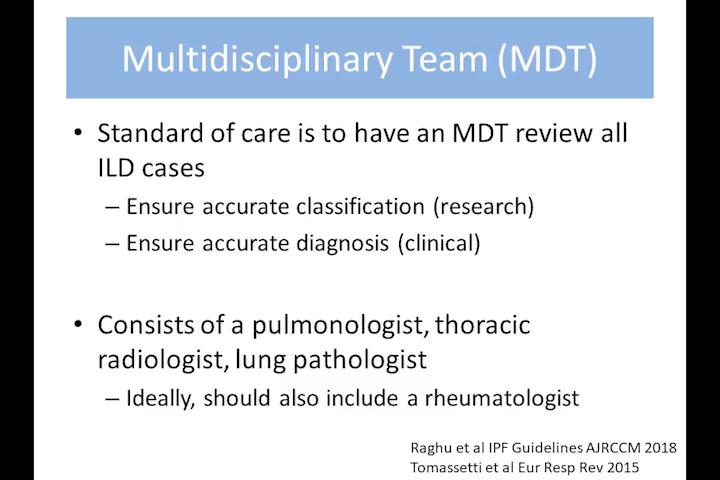 Multidisciplinary Team (MDT)
• Standard of care is to have an MDT review all
ILD cases
– Ensure accurate classification (research)
– Ensure accurate diagnosis (clinical)
• Consists of a pulmonologist, thoracic
radiologist, lung pathologist
– Ideally, should also include a rheumatologist
Raghu et al IPF Guidelines AJRCCM 2018
Tomassetti et al Eur Resp Rev 2015